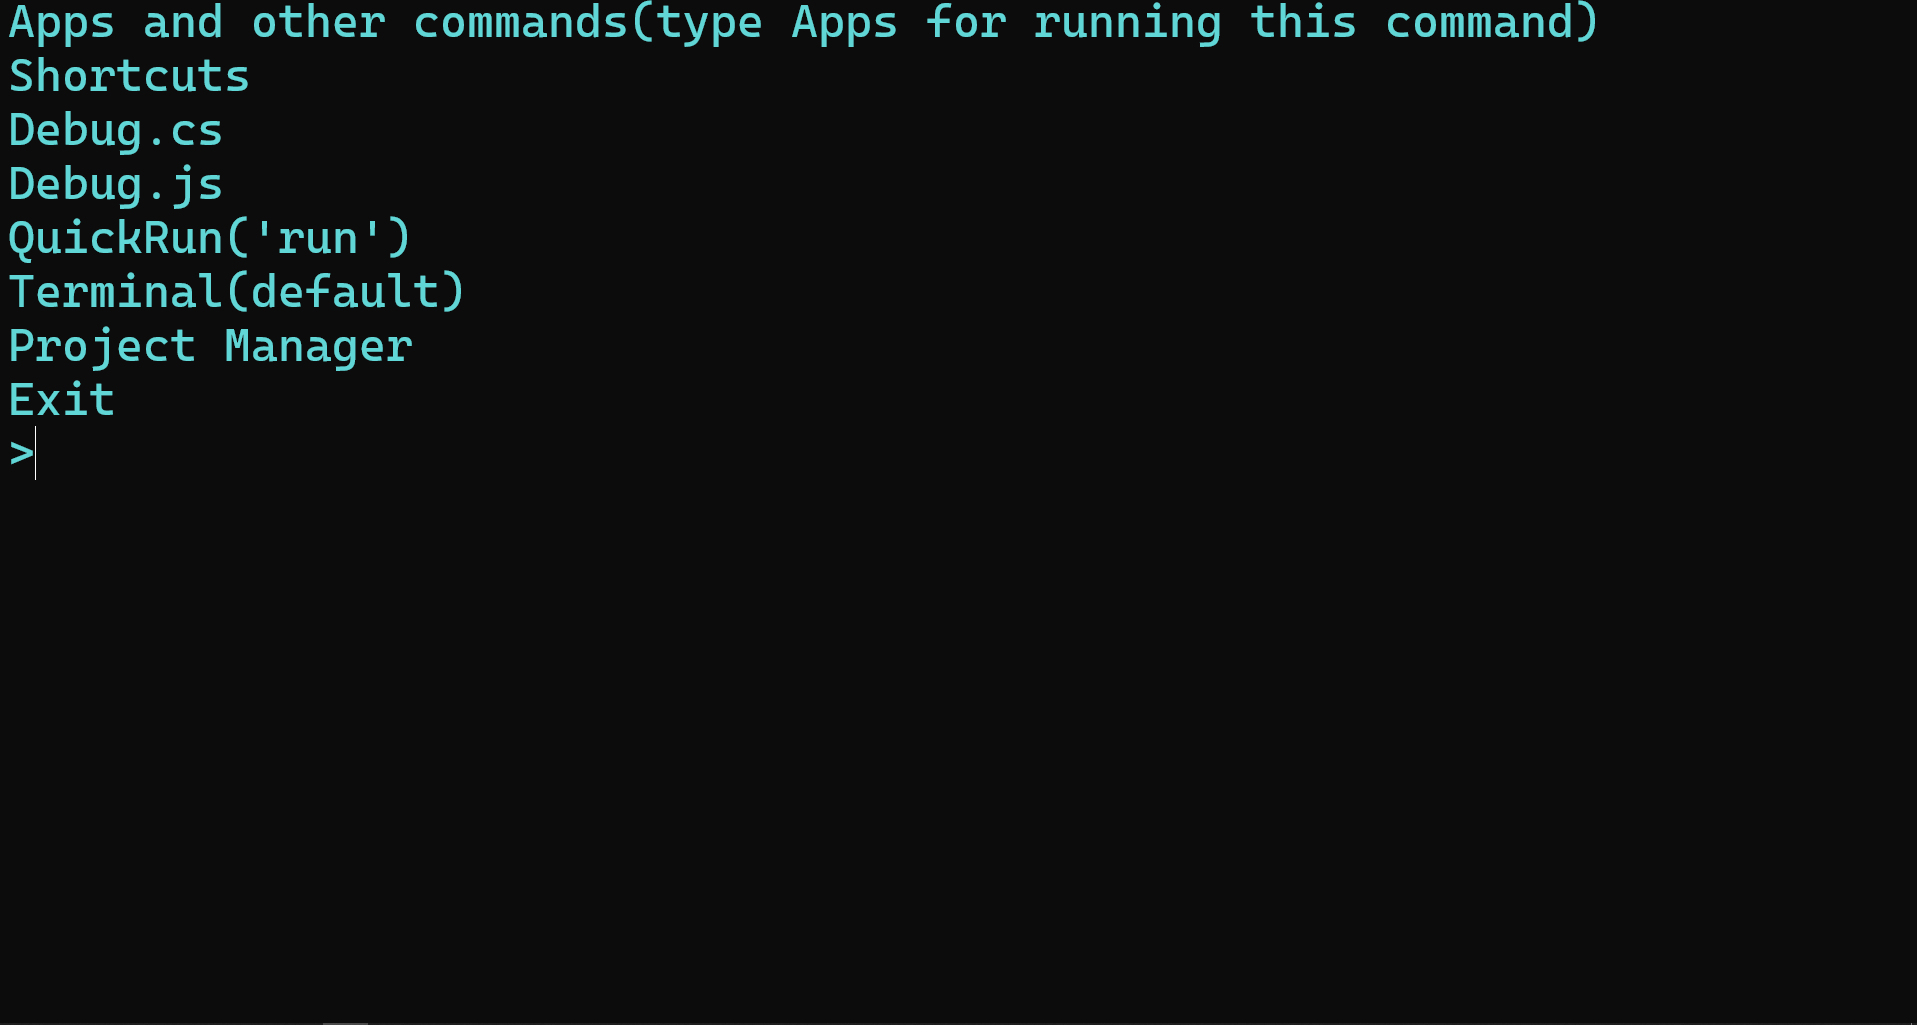 Apps and other commands(type Apps for running this command)
Shortcuts
Debug.cs
Debug.js
QuickRun('run')
Terminal(default)
Project Manager
Exit
>